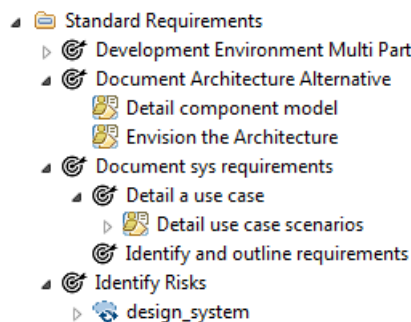 Standard Requirements
Development Environment Multi Part
Document Architecture Alternative
Detail component model
Envision the Architecture
Document sys requirements
Detail a use case
Detail use case scenarios
Identify and outline requirements
Identify Risks
design_system